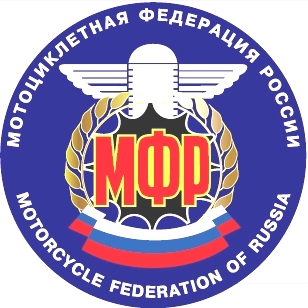 МОТОЦИКЛЕТНАЯ ФЕДЕРАЦИЯ РОССИИ
МФР
MOTORCYCLE FEDERATION OF RUSSIA